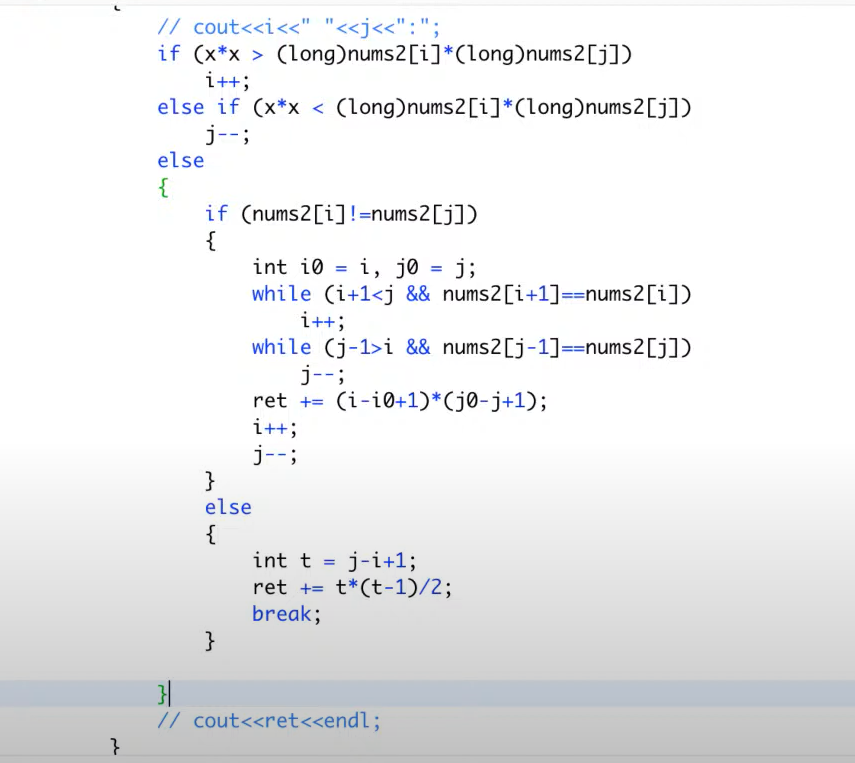 {
// cout<<i<<" "<<j<<":";
if (x*x > (long)nums2[i]*(long)nums2[j])
i++;
else if (x*x < (long)nums2[i]*(long)nums2[j])
j--;
else
{
if (nums2[i]!=nums2[j])
{
int i0 = i, j0 = j;
while (i+1<j && nums2[i+1]==nums2[i])
i++;
while (j-1>i && nums2[j-1]==nums2[j])
j--;
ret += (i-i0+1)*(j0-j+1);
i++;
j--;
}
else
{
int t = j-i+1;
ret += t*(t-1)/2;
break;
}
}
// cout<<ret<<endl;
}